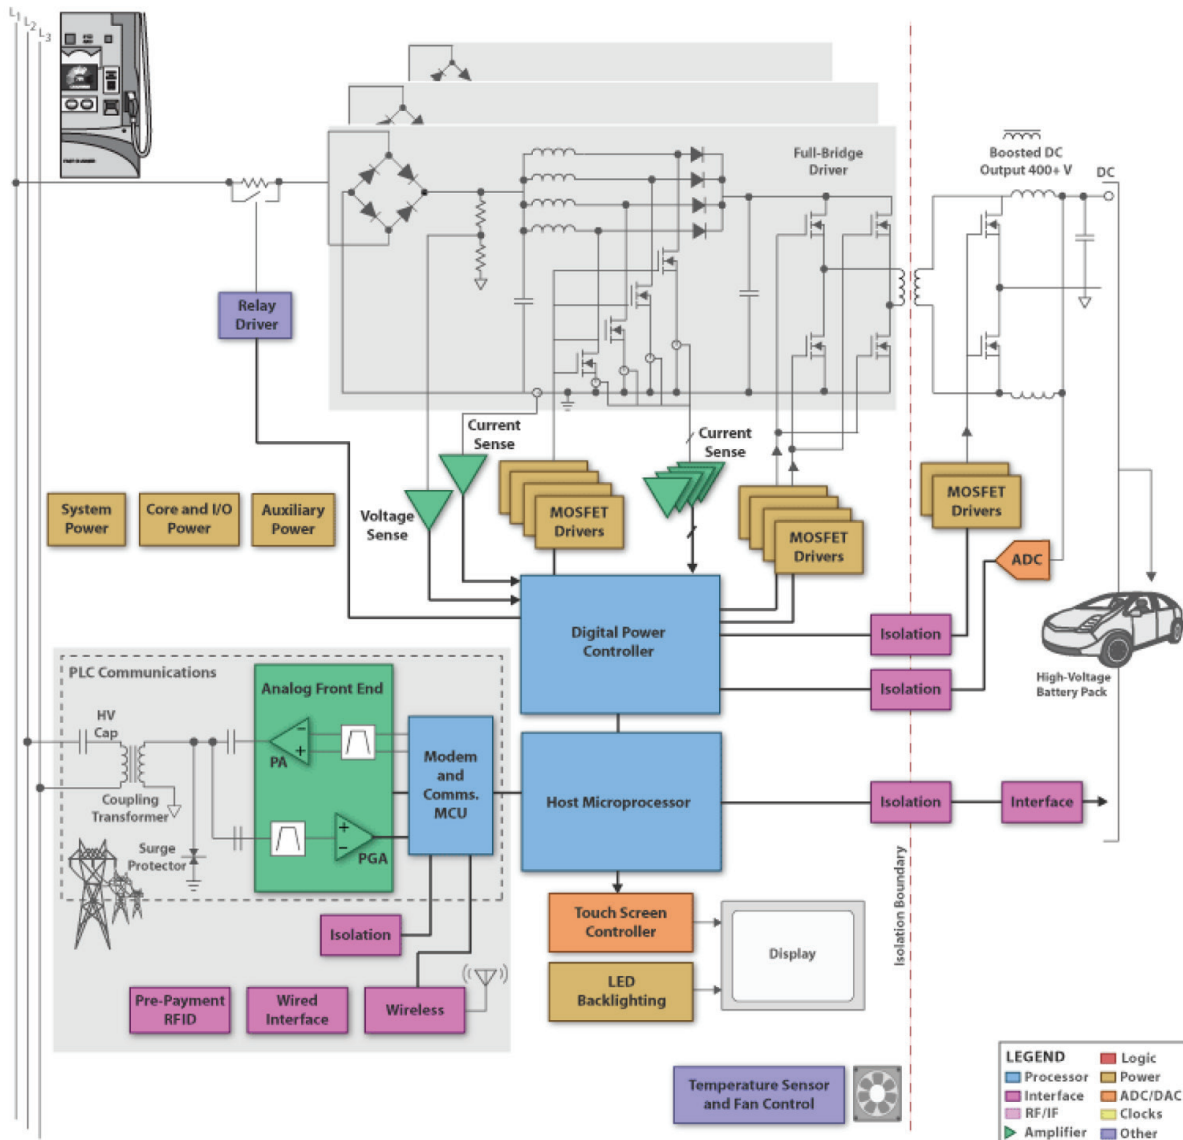 L1
L2
L3
Full-Bridge
Driver
Boosted DC
Output 400+ V
DC
Relay
Driver
Current
Sense
Current
Sense
System
Power
Core and I/O
Power
Auxiliary
Power
Voltage
Sense
MOSFET
Drivers
MOSFET
Drivers
MOSFET
Drivers
ADC
Digital Power
Controller
Isolation
Isolation
High-Voltage
Battery Pack
PLC Communications
Analog Front End
HV
Cap
PA
Modem
and
Comms.
MCU
Coupling
Transformer
Surge
Protector
PGA
Host Microprocessor
Isolation
Interface
Isolation Boundary
Touch Screen
Controller
Display
LED
Backlighting
Isolation
Pre-Payment
RFID
Wired
Interface
Wireless
Temperature Sensor
and Fan Control
LEGEND
Processor
Interface
RF/IF
Amplifier
Logic
Power
ADC/DAC
Clocks
Other